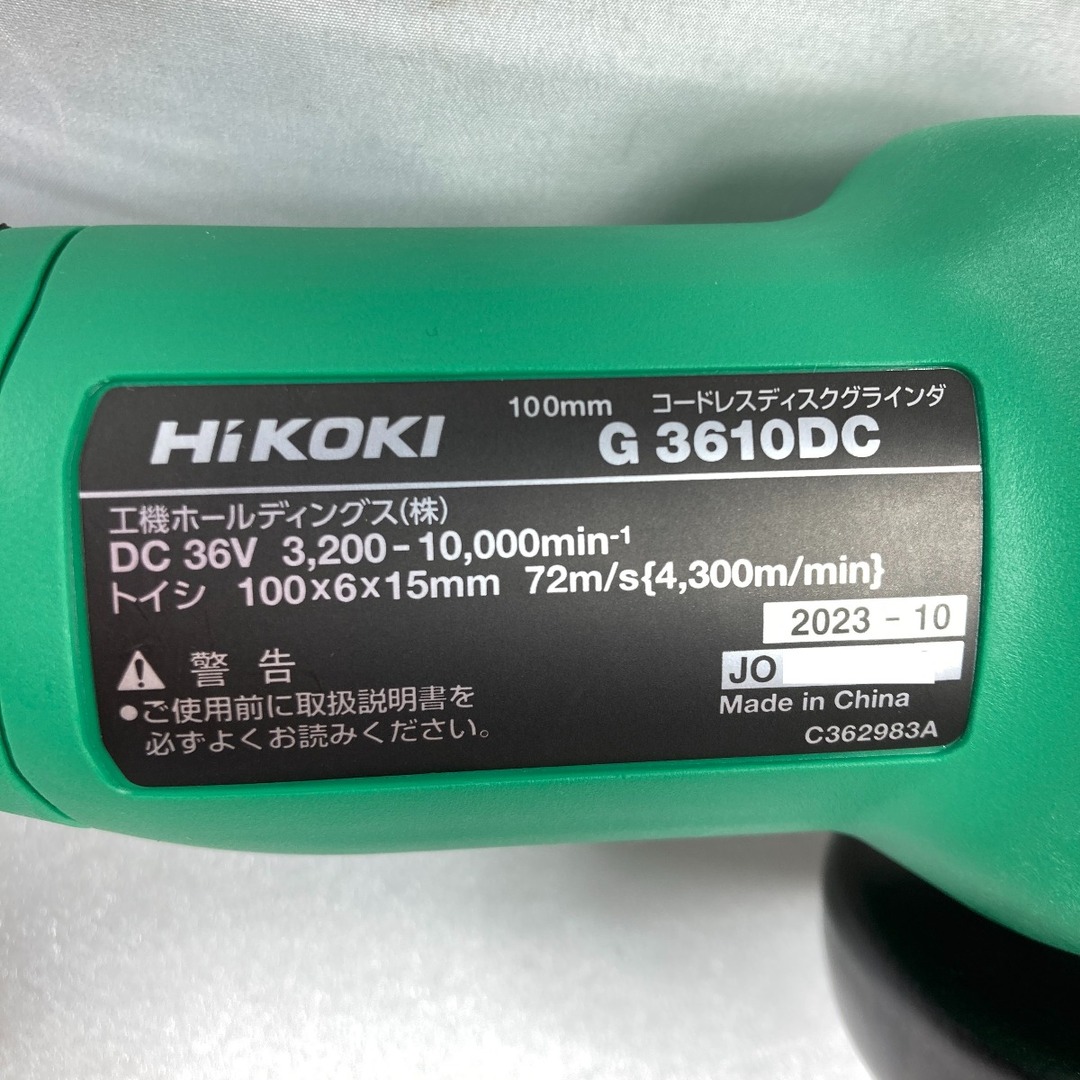 HiKOKI
100mm コードレスディスクグラインダ
G 3610DC
工機ホールディングス(株)
DC 36V 3,200-10,000min-1
トイシ 100x6x15mm 72m/s{4,300m/min}
2023 - 10
JO
警 告
Made in China
●ご使用前に取扱説明書を
必ずよくお読みください。
C362983A